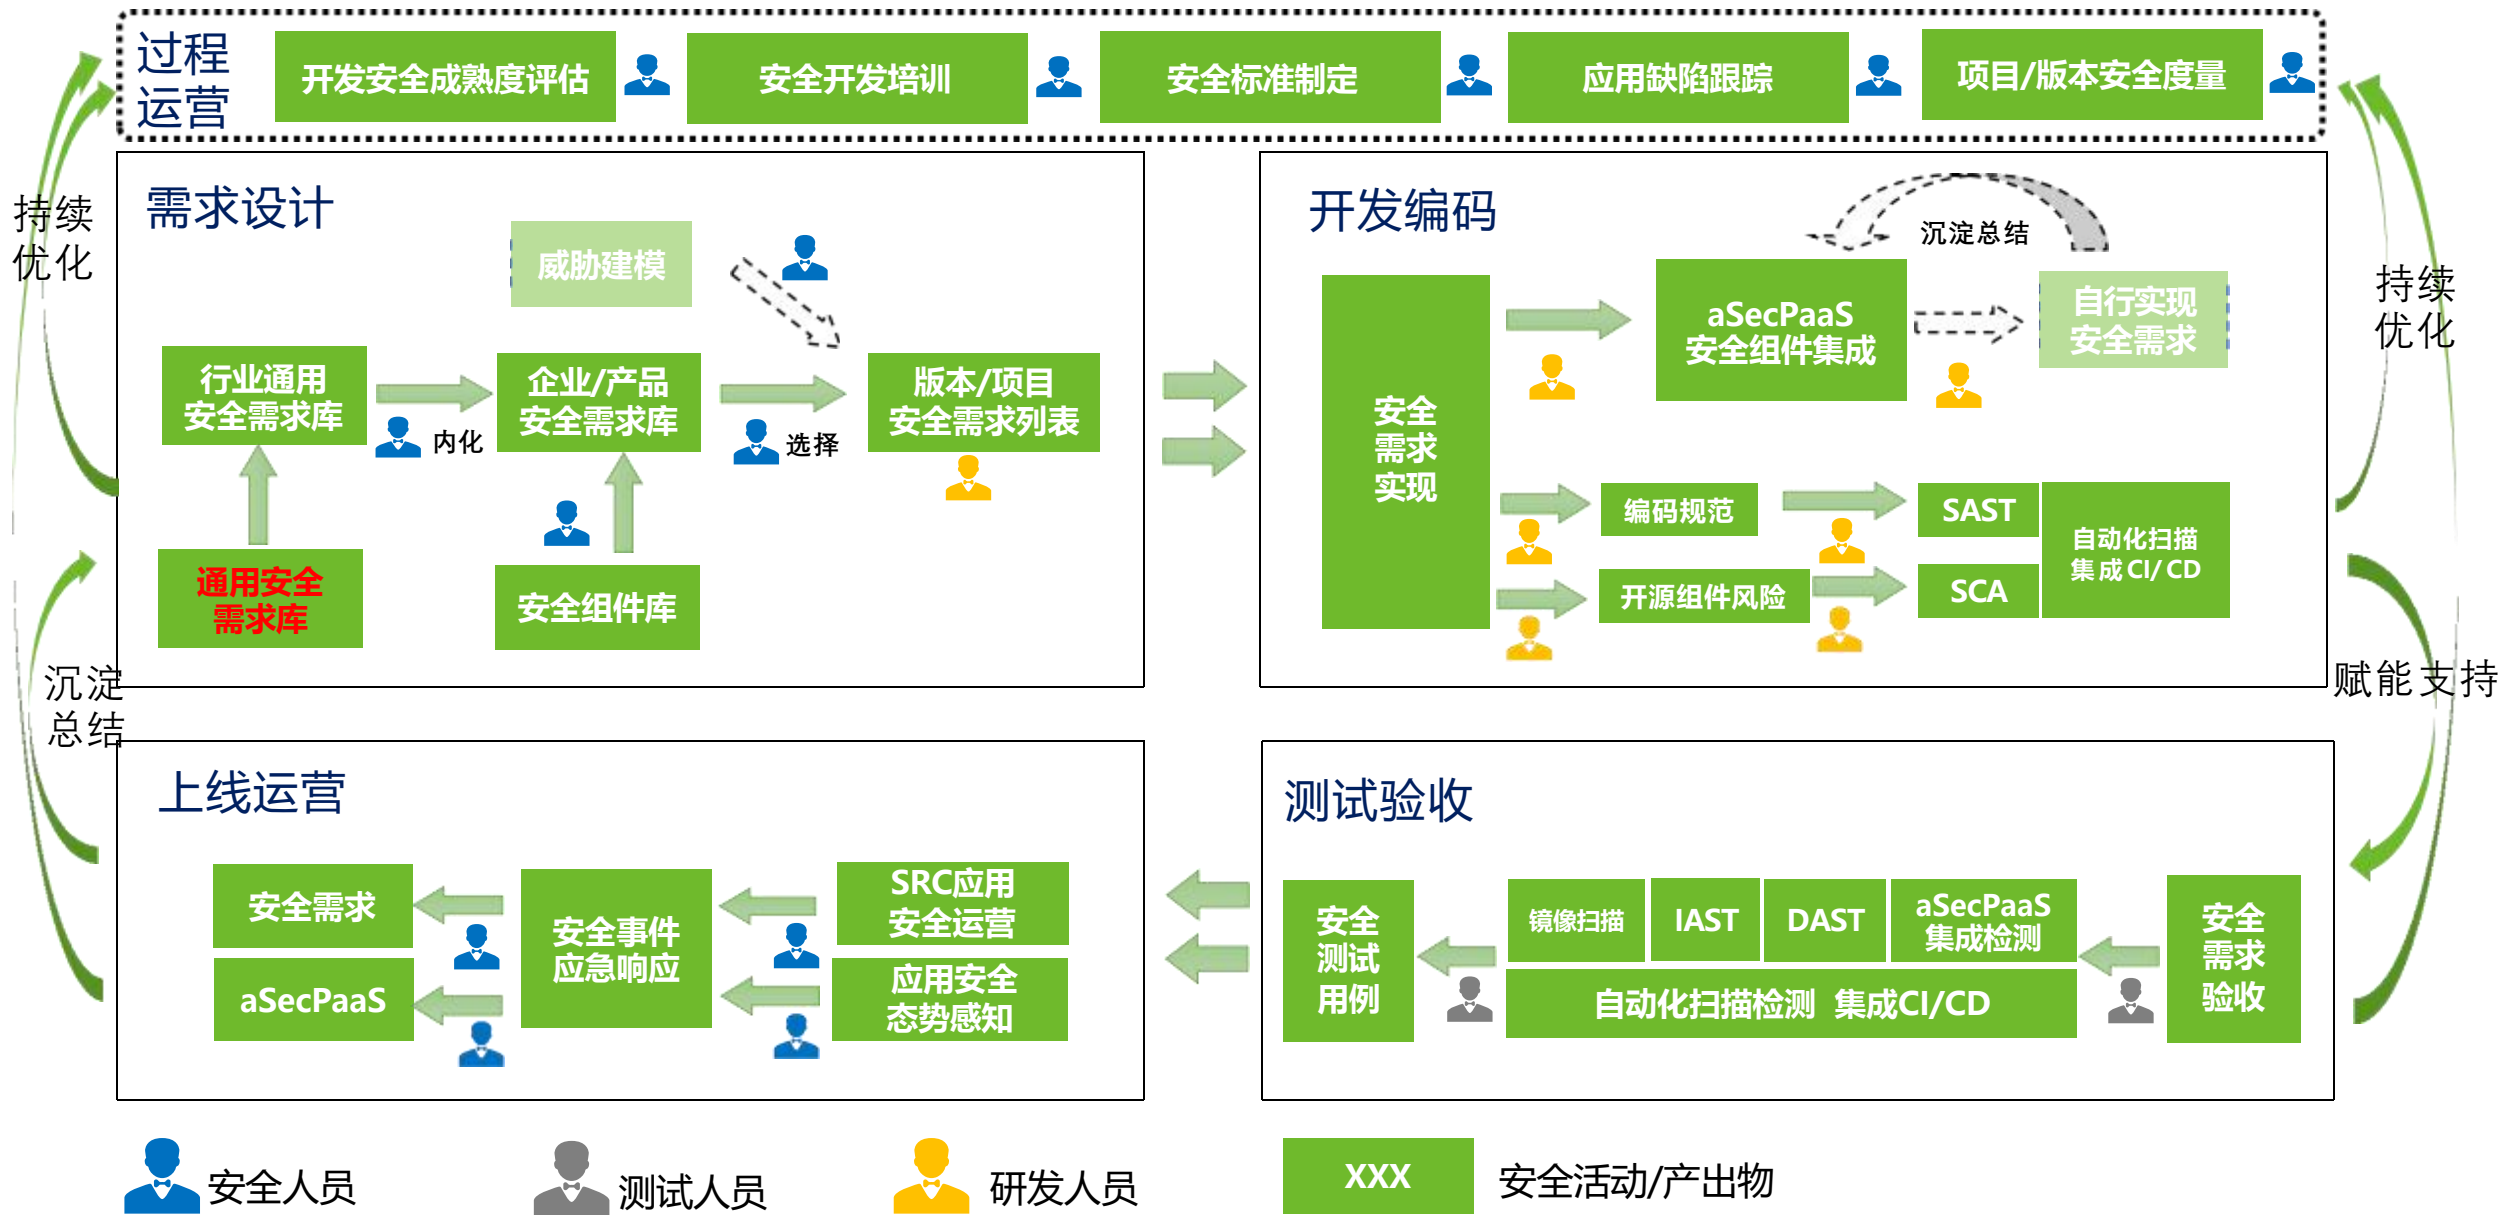 过程
运营
开发安全成熟度评估
安全开发培训
安全标准制定
应用缺陷跟踪
项目/版本安全度量
持续
优化
需求设计
威胁建模
行业通用
安全需求库
内化
企业/产品
安全需求库
选择
版本/项目
安全需求列表
通用安全
需求库
安全组件库
开发编码
沉淀总结
安全
需求
实现
aSecPaaS
安全组件集成
自行实现
安全需求
编码规范
SAST
自动化扫描
集成CI/CD
开源组件风险
SCA
持续
优化
沉淀
总结
赋能支持
上线运营
安全需求
aSecPaaS
安全事件
应急响应
SRC应用
安全运营
应用安全
态势感知
测试验收
安全
测试
用例
镜像扫描
IAST
DAST
aSecPaaS
集成检测
自动化扫描检测 集成CI/CD
安全
需求
验收
安全人员
测试人员
研发人员
XXX
安全活动/产出物